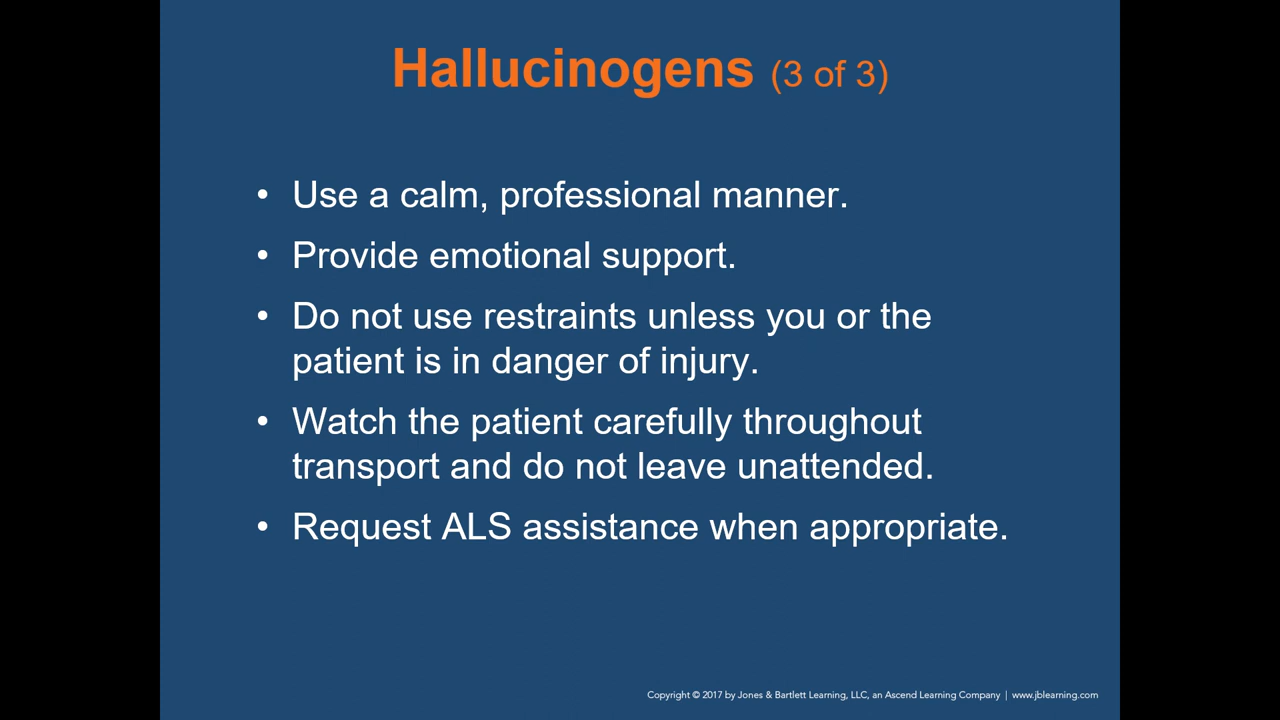 Hallucinogens (3 of 3)
• Use a calm, professional manner.
• Provide emotional support.
• Do not use restraints unless you or the
patient is in danger of injury.
• Watch the patient carefully throughout
transport and do not leave unattended.
• Request ALS assistance when appropriate.
Copyright © 2017 by Jones & Bartlett Learning, LLC, an Ascend Learning Company | www.jblearning.com